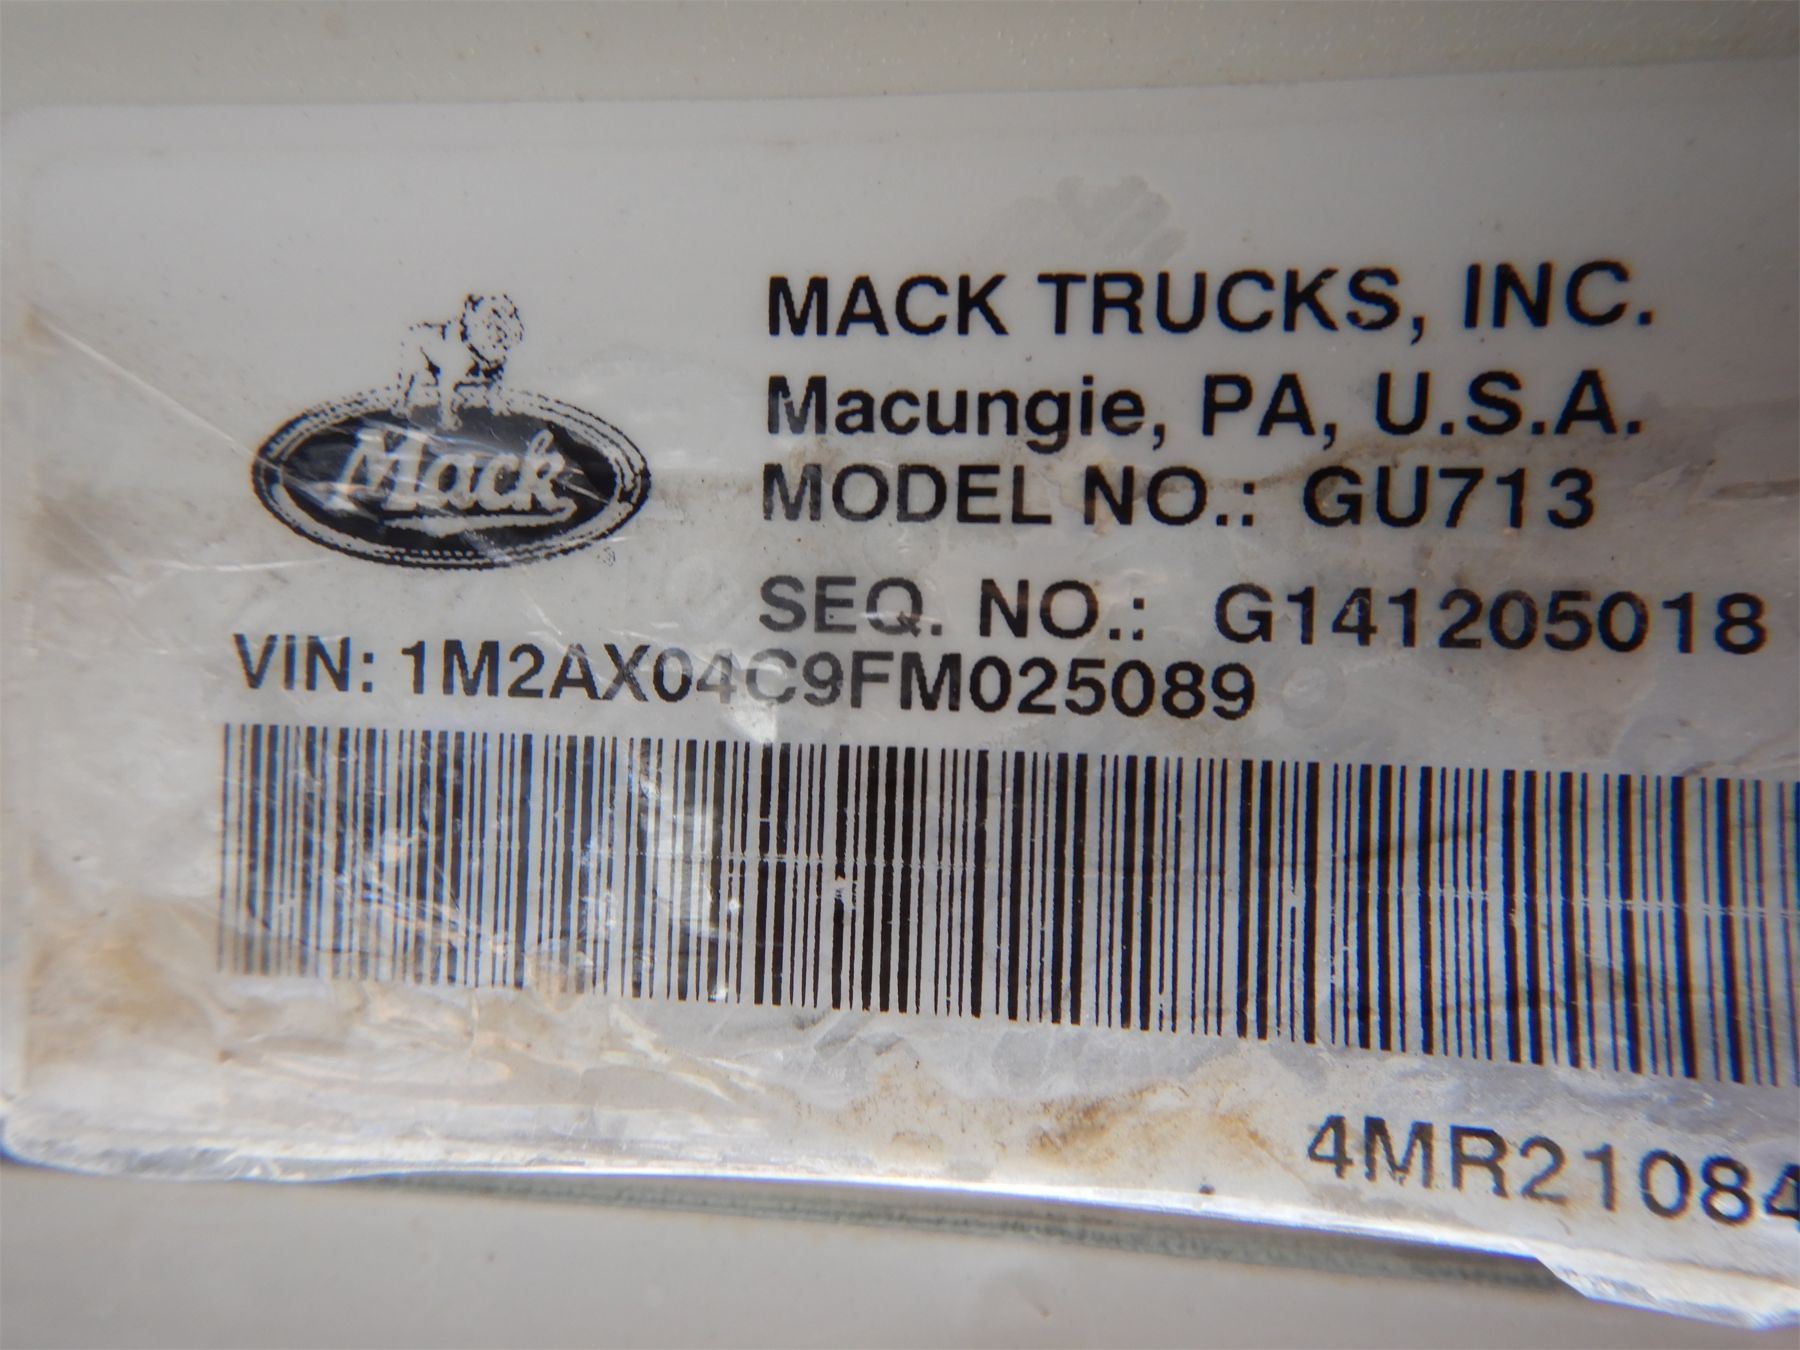 MACK TRUCKS, INC.
Macungie, PA, U.S.A.
Mack
®
MODEL NO.: GU713
SEQ. NO.: G141205018
VIN: 1M2AX04C9FM025089
4MR21084